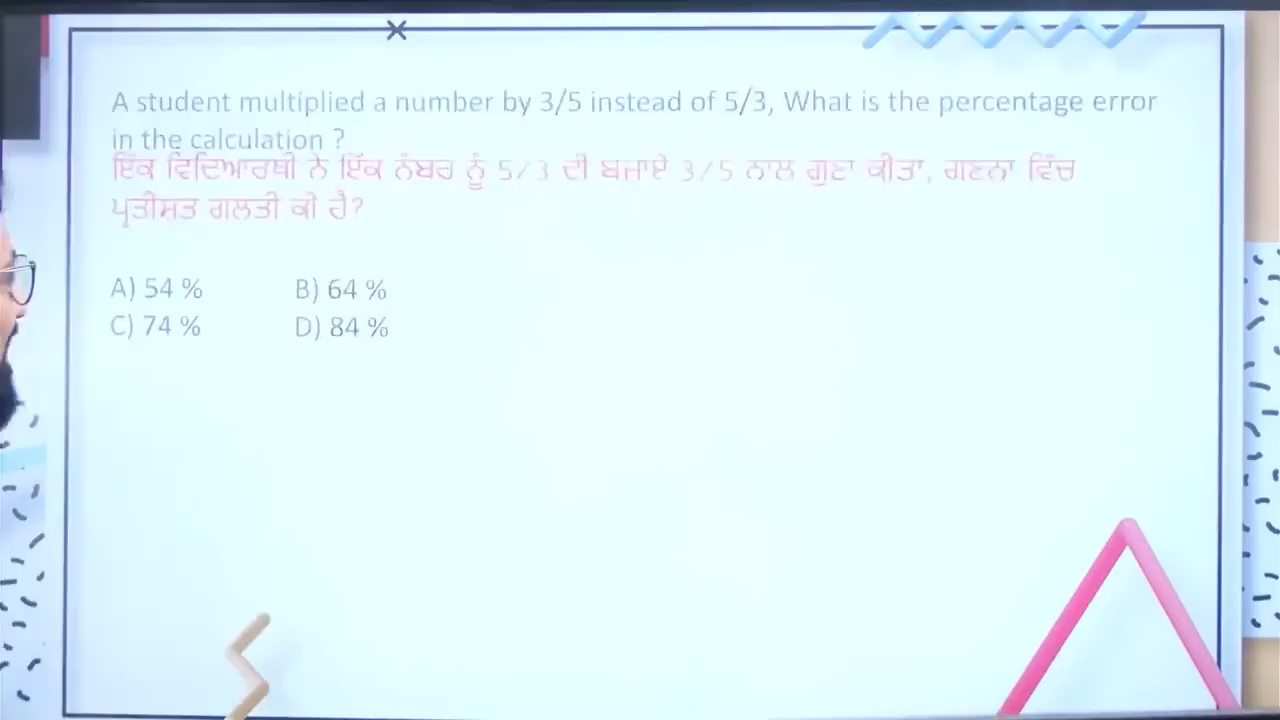 A student multiplied a number by 3/5 instead of 5/3, What is the percentage error
in the calculation ?
ਇੱਕ ਵਿਦਿਆਰਥੀ ਨੇ ਇੱਕ ਨੰਬਰ ਨੂੰ 5/3 ਦੀ ਬਜਾਏ 3/5 ਨਾਲ ਗੁਣਾ ਕੀਤਾ, ਗਣਨਾ ਵਿੱਚ
ਪ੍ਰਤੀਸ਼ਤ ਗਲਤੀ ਕੀ ਹੈ?
A) 54 % B) 64 %
C) 74 % D) 84 %